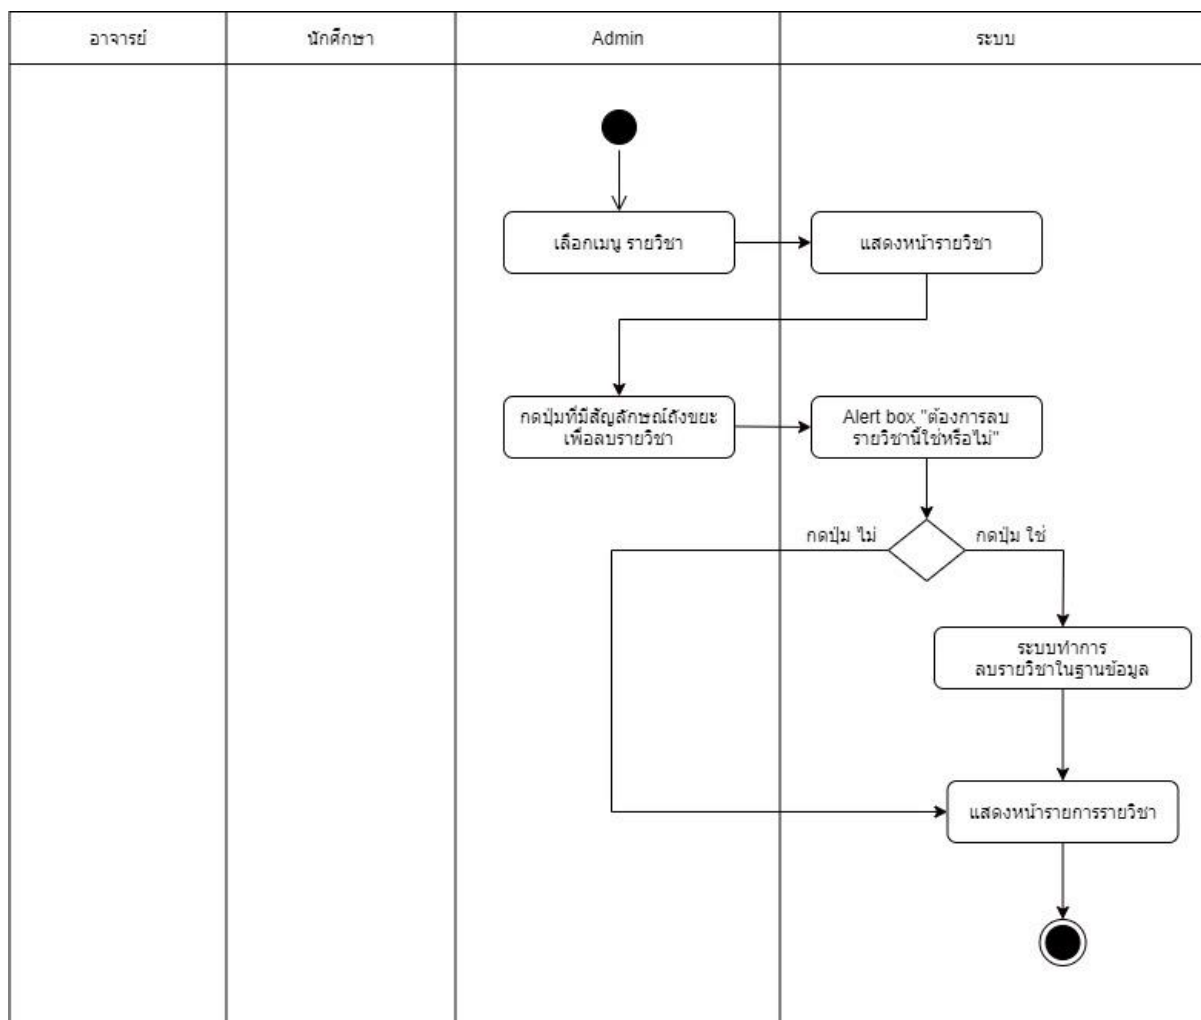 อาจารย์
นักศึกษา
Admin
ระบบ
เลือกเมนู รายวิชา
แสดงหน้ารายวิชา
กดปุ่มที่มีสัญลักษณ์ถังขยะ
เพื่อลบรายวิชา
Alert box "ต้องการลบ
รายวิชานี้ใช่หรือไม่"
กดปุ่ม ไม่
กดปุ่ม ใช่
ระบบทำการ
ลบรายวิชาในฐานข้อมูล
แสดงหน้ารายการรายวิชา